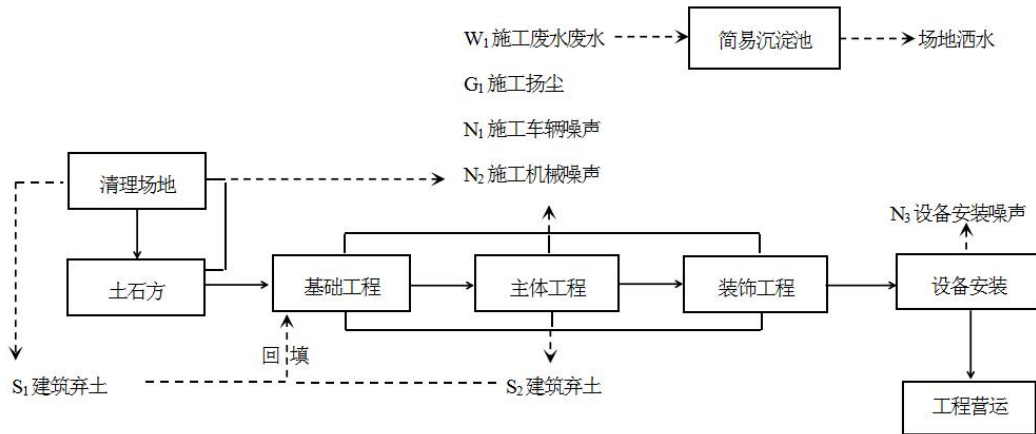 W₁施工废水废水
简易沉淀池
场地洒水
G₁施工扬尘
N₁施工车辆噪声
N₂施工机械噪声
清理场地
N₃设备安装噪声
土石方
基础工程
主体工程
装饰工程
设备安装
回填
S₁建筑弃土
S₂建筑弃土
工程营运